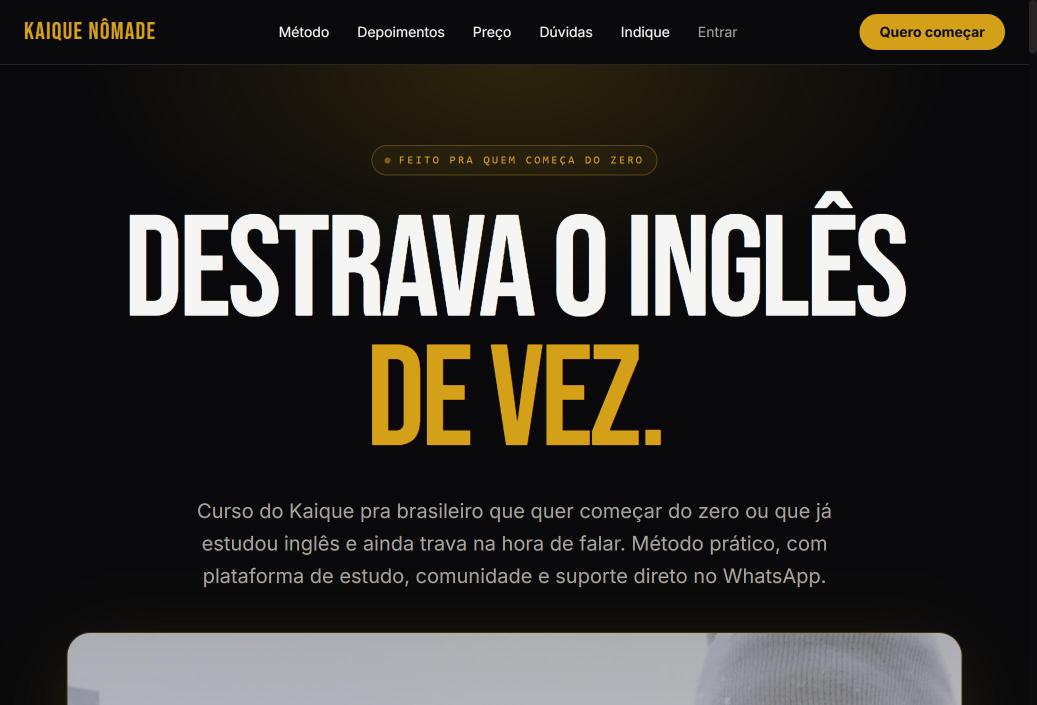 KAIQUE NÔMADE
Método
Depoimentos
Preço
Dúvidas
Indique
Entrar
Quero começar
FEITO PRA QUEM COMEÇA DO ZERO
DESTRAVA O INGLÊS
DE VEZ.
Curso do Kaique pra brasileiro que quer começar do zero ou que já
estudou inglês e ainda trava na hora de falar. Método prático, com
plataforma de estudo, comunidade e suporte direto no WhatsApp.